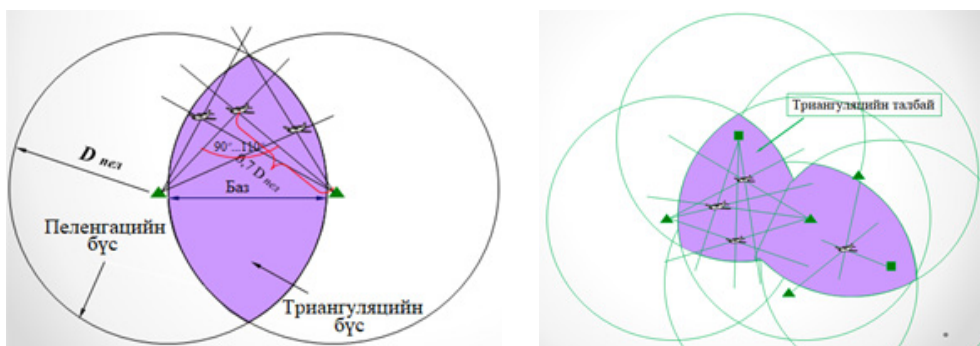 90°...110°
0,7 D пел
D пел
Баз
Пеленгацийн
бүс
Триангуляцийн
бүс
Триангуляцийн талбай